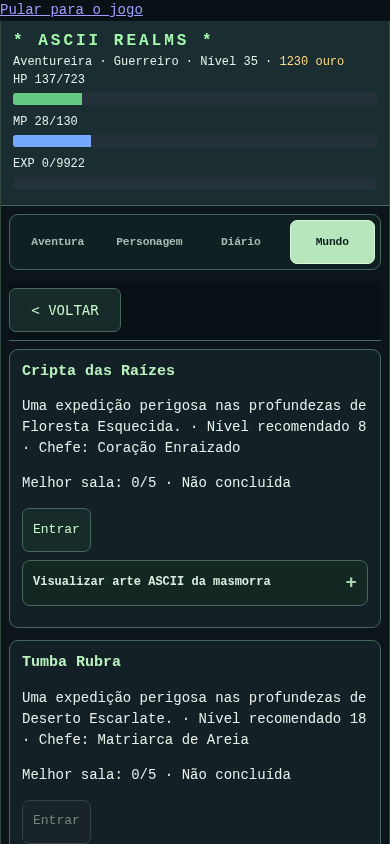 Pular para o jogo
* ASCII REALMS *
Aventureira · Guerreiro · Nível 35 · 1230 ouro
HP 137/723
MP 28/130
EXP 0/9922
Aventura Personagem Diário Mundo
< VOLTAR
Cripta das Raízes
Uma expedição perigosa nas profundezas de
Floresta Esquecida. · Nível recomendado 8
· Chefe: Coração Enraizado
Melhor sala: 0/5 · Não concluída
Entrar
Visualizar arte ASCII da masmorra +
Tumba Rubra
Uma expedição perigosa nas profundezas de
Deserto Escarlate. · Nível recomendado 18
· Chefe: Matriarca de Areia
Melhor sala: 0/5 · Não concluída
Entrar